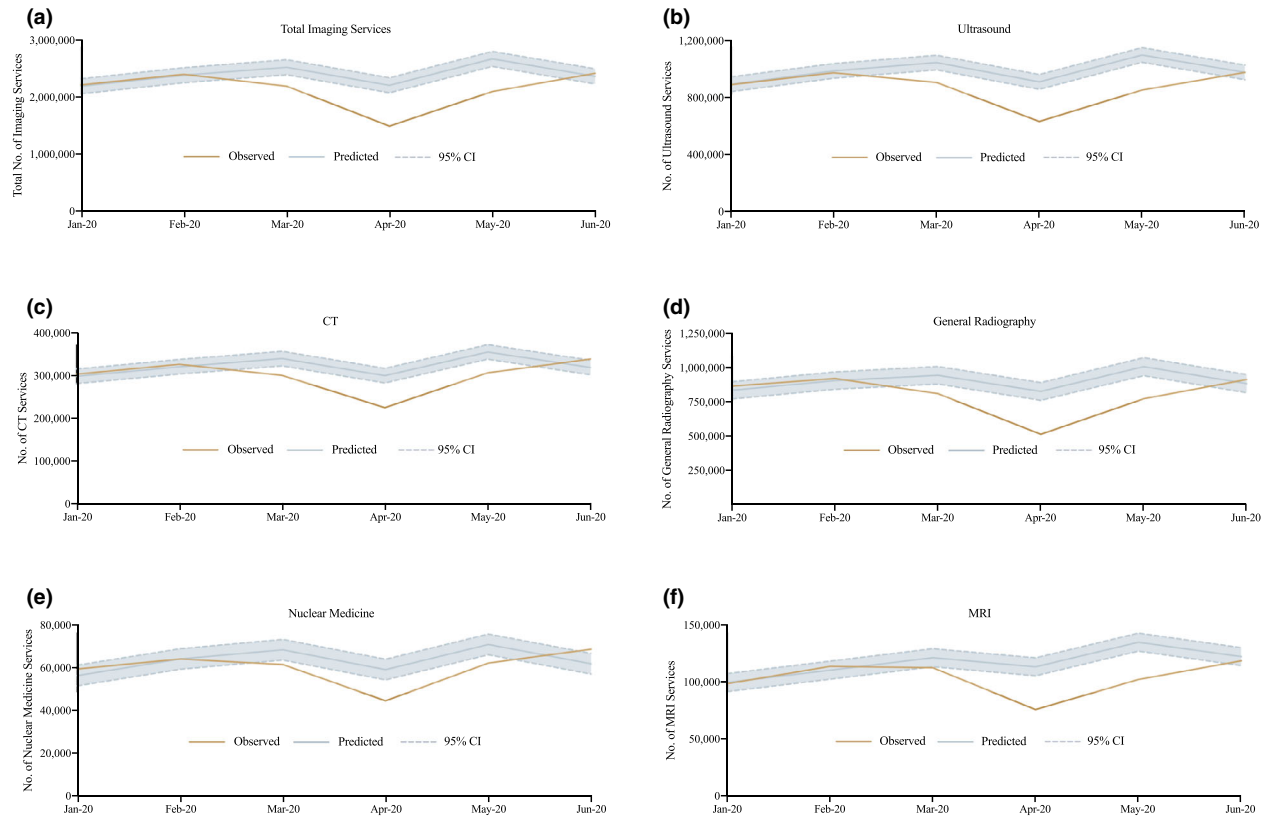 (a)
Total Imaging Services
Total No. of Imaging Services
3,000,000
2,000,000
1,000,000
0
Observed Predicted 95% CI
Jan-20 Feb-20 Mar-20 Apr-20 May-20 Jun-20
(b)
Ultrasound
No. of Ultrasound Services
1,200,000
800,000
400,000
0
Observed Predicted 95% CI
Jan-20 Feb-20 Mar-20 Apr-20 May-20 Jun-20
(c)
CT
No. of CT Services
400,000
300,000
200,000
100,000
0
Observed Predicted 95% CI
Jan-20 Feb-20 Mar-20 Apr-20 May-20 Jun-20
(d)
General Radiography
No. of General Radiography Services
1,250,000
1,000,000
750,000
500,000
250,000
Observed Predicted 95% CI
Jan-20 Feb-20 Mar-20 Apr-20 May-20 Jun-20
(e)
Nuclear Medicine
No. of Nuclear Medicine Services
80,000
60,000
40,000
20,000
0
Observed Predicted 95% CI
Jan-20 Feb-20 Mar-20 Apr-20 May-20 Jun-20
(f)
MRI
No. of MRI Services
150,000
100,000
50,000
0
Observed Predicted 95% CI
Jan-20 Feb-20 Mar-20 Apr-20 May-20 Jun-20